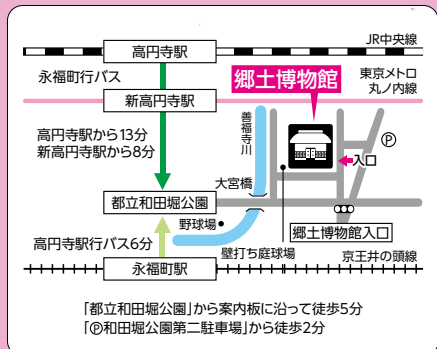 JR中央線
高円寺駅
永福町行バス
東京メトロ
丸ノ内線
郷土博物館
新高円寺駅
善福寺川
高円寺駅から13分
新高円寺駅から8分
Ⓟ
入口
大宮橋
都立和田堀公園
野球場
郷土博物館入口
高円寺駅行バス6分
壁打ち庭球場
京王井の頭線
永福町駅
「都立和田堀公園」から案内板に沿って徒歩5分
「Ⓟ和田堀公園第二駐車場」から徒歩2分